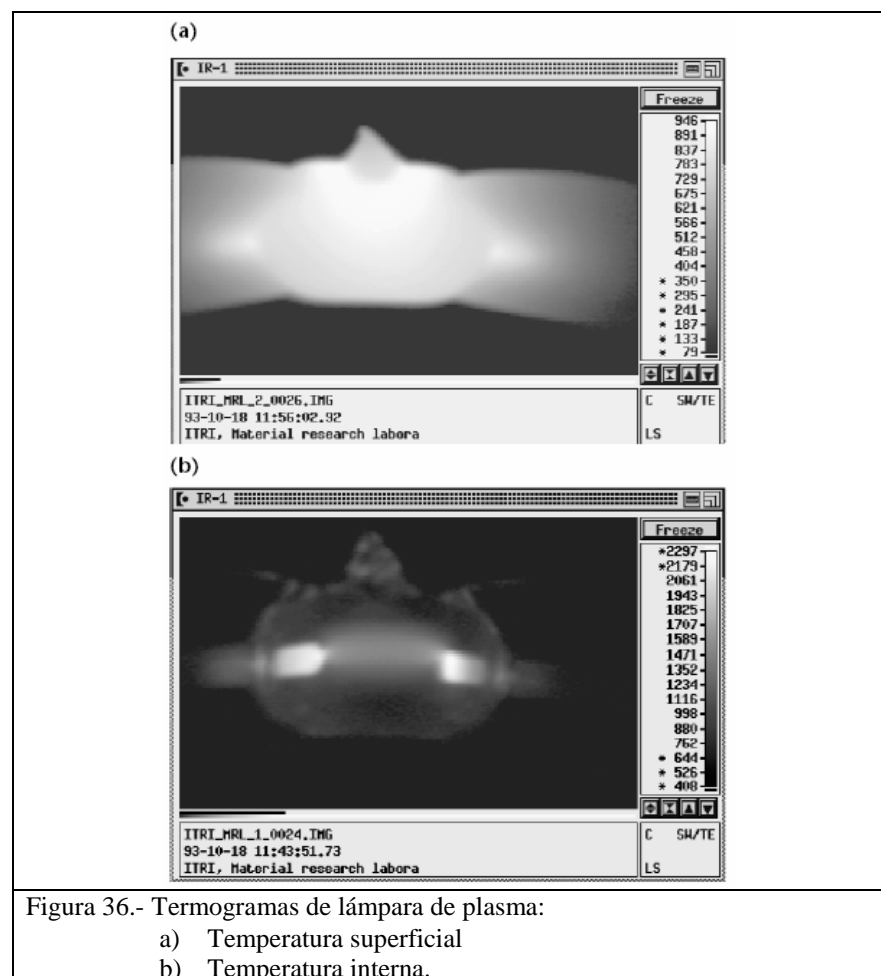 (a)
IR-1
Freeze
946
891
837
783
729
675
621
566
512
458
404
* 350
* 295
* 241
* 187
* 133
* 79
ITRI_MRL_2_0026.IMG
93-10-18 11:56:02.92
ITRI, Material research labora
C SW/TE
LS
(b)
IR-1
Freeze
*2297
*2179
2061
1943
1825
1707
1589
1471
1352
1234
1116
998
880
762
* 644
* 526
* 408
ITRI_MRL_1_0024.IMG
93-10-18 11:43:51.73
ITRI, Material research labora
C SW/TE
LS
Figura 36.- Termogramas de lámpara de plasma:
a) Temperatura superficial
b) Temperatura interna.